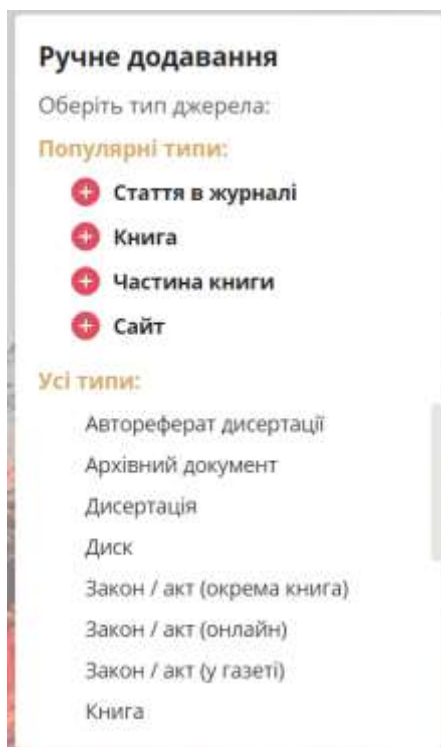 Ручне додавання
Оберіть тип джерела:
Популярні типи:
Стаття в журналі
Книга
Частина книги
Сайт
Усі типи:
Автореферат дисертації
Архівний документ
Дисертація
Диск
Закон / акт (окрема книга)
Закон / акт (онлайн)
Закон / акт (у газеті)
Книга